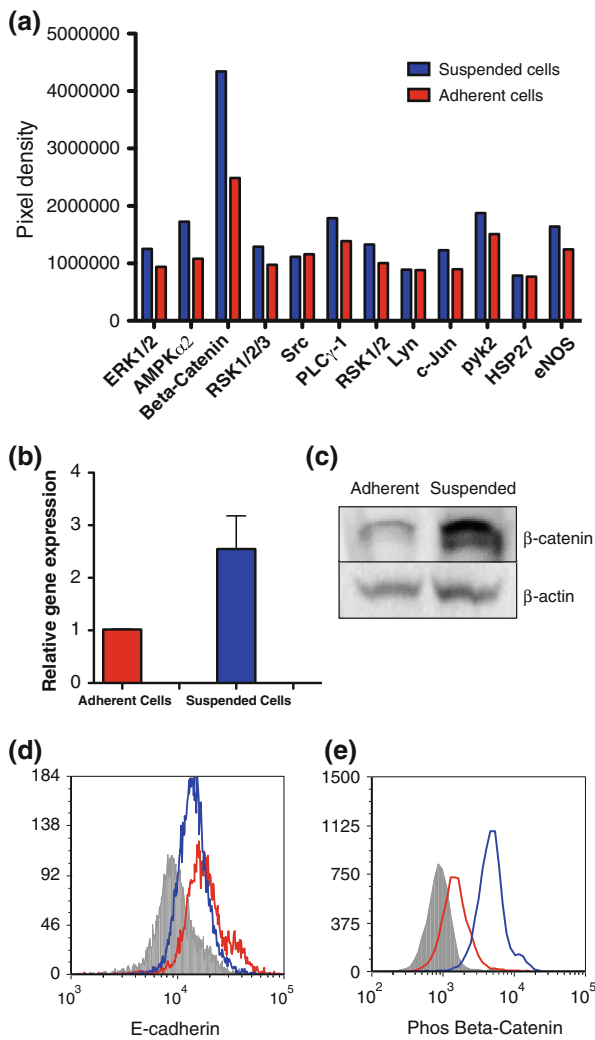 (a)
5000000
4000000
3000000
2000000
1000000
0
Pixel density
Suspended cells
Adherent cells
ERK1/2
AMPKα2
Beta-Catenin
RSK1/2/3
Src
PLCγ-1
RSK1/2
Lyn
c-Jun
pyk2
HSP27
eNOS
(b)
4
3
2
1
0
Relative gene expression
Adherent Cells Suspended Cells
(c)
Adherent Suspended
β-catenin
β-actin
(d)
184
138
92
46
0
10³ 10⁴ 10⁵
E-cadherin
(e)
1500
1125
750
375
0
10² 10³ 10⁴ 10⁵
Phos Beta-Catenin